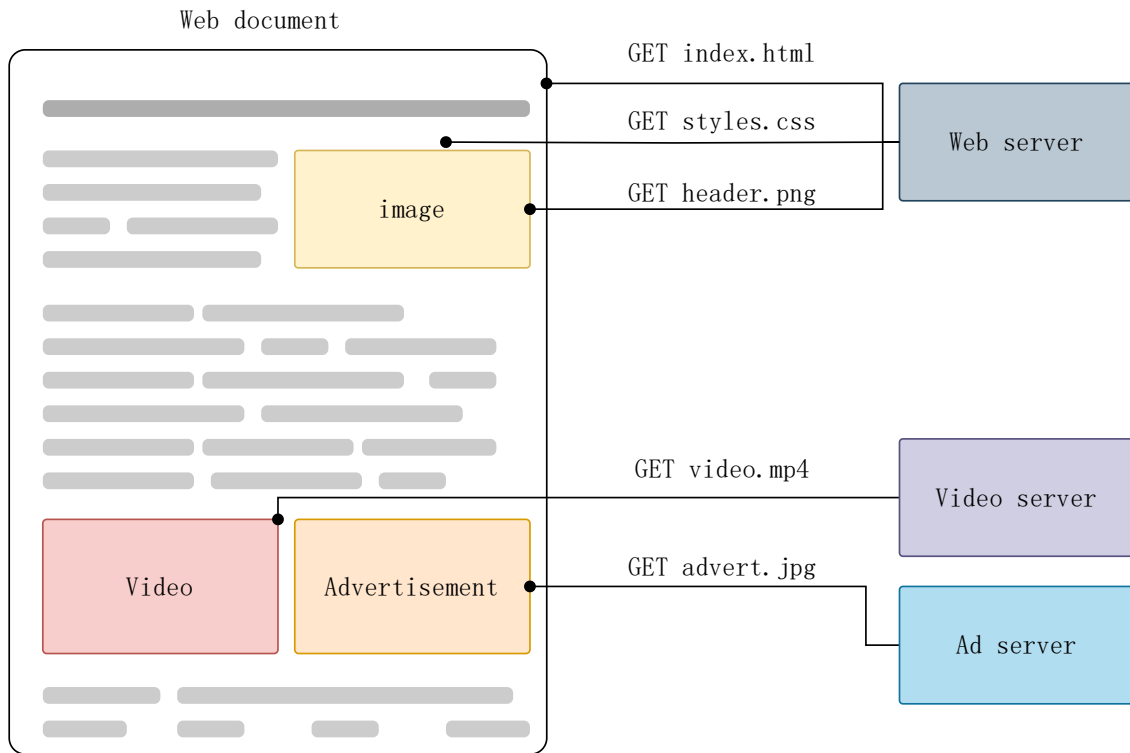 Web document
GET index.html
GET styles.css
Web server
GET header.png
image
GET video.mp4
Video server
GET advert.jpg
Video
Advertisement
Ad server